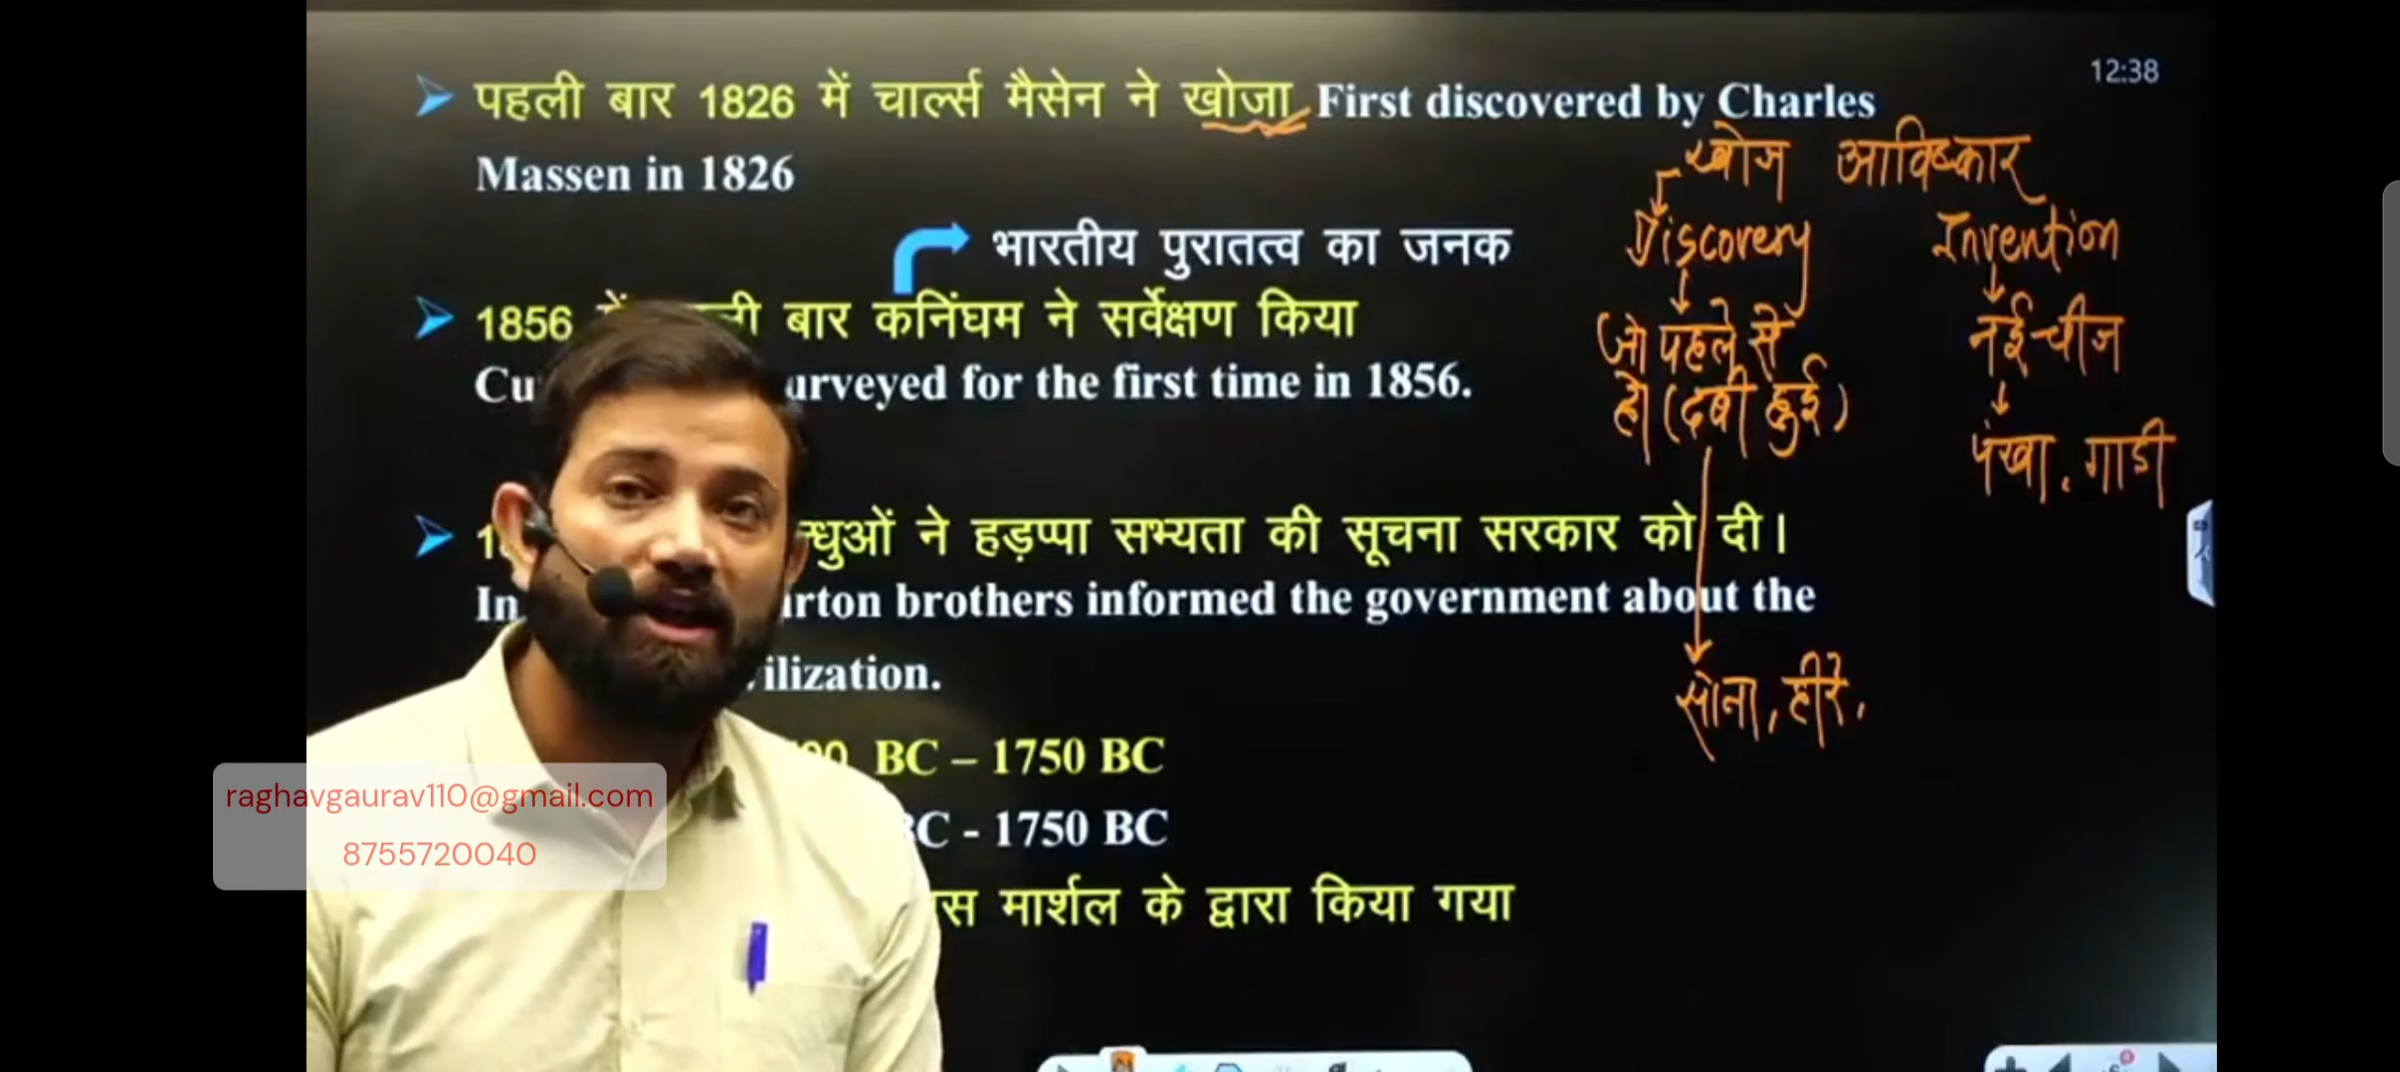 12:38
पहली बार 1826 में चार्ल्स मैसेन ने खोजा First discovered by Charles
Massen in 1826
खोज आविष्कार
Discovery Invention
भारतीय पुरातत्व का जनक
1856 बार कनिंघम ने सर्वेक्षण किया
जो पहले से नई चीज
urveyed for the first time in 1856.
हो (दबी हुई)
पंखा, गाडी
न्धुओं ने हड़प्पा सभ्यता की सूचना सरकार को दी।
In rton brothers informed the government about the
ilization.
सोना, हीरे,
BC – 1750 BC
raghavgaurav110@gmail.com
C - 1750 BC
8755720040
स मार्शल के द्वारा किया गया